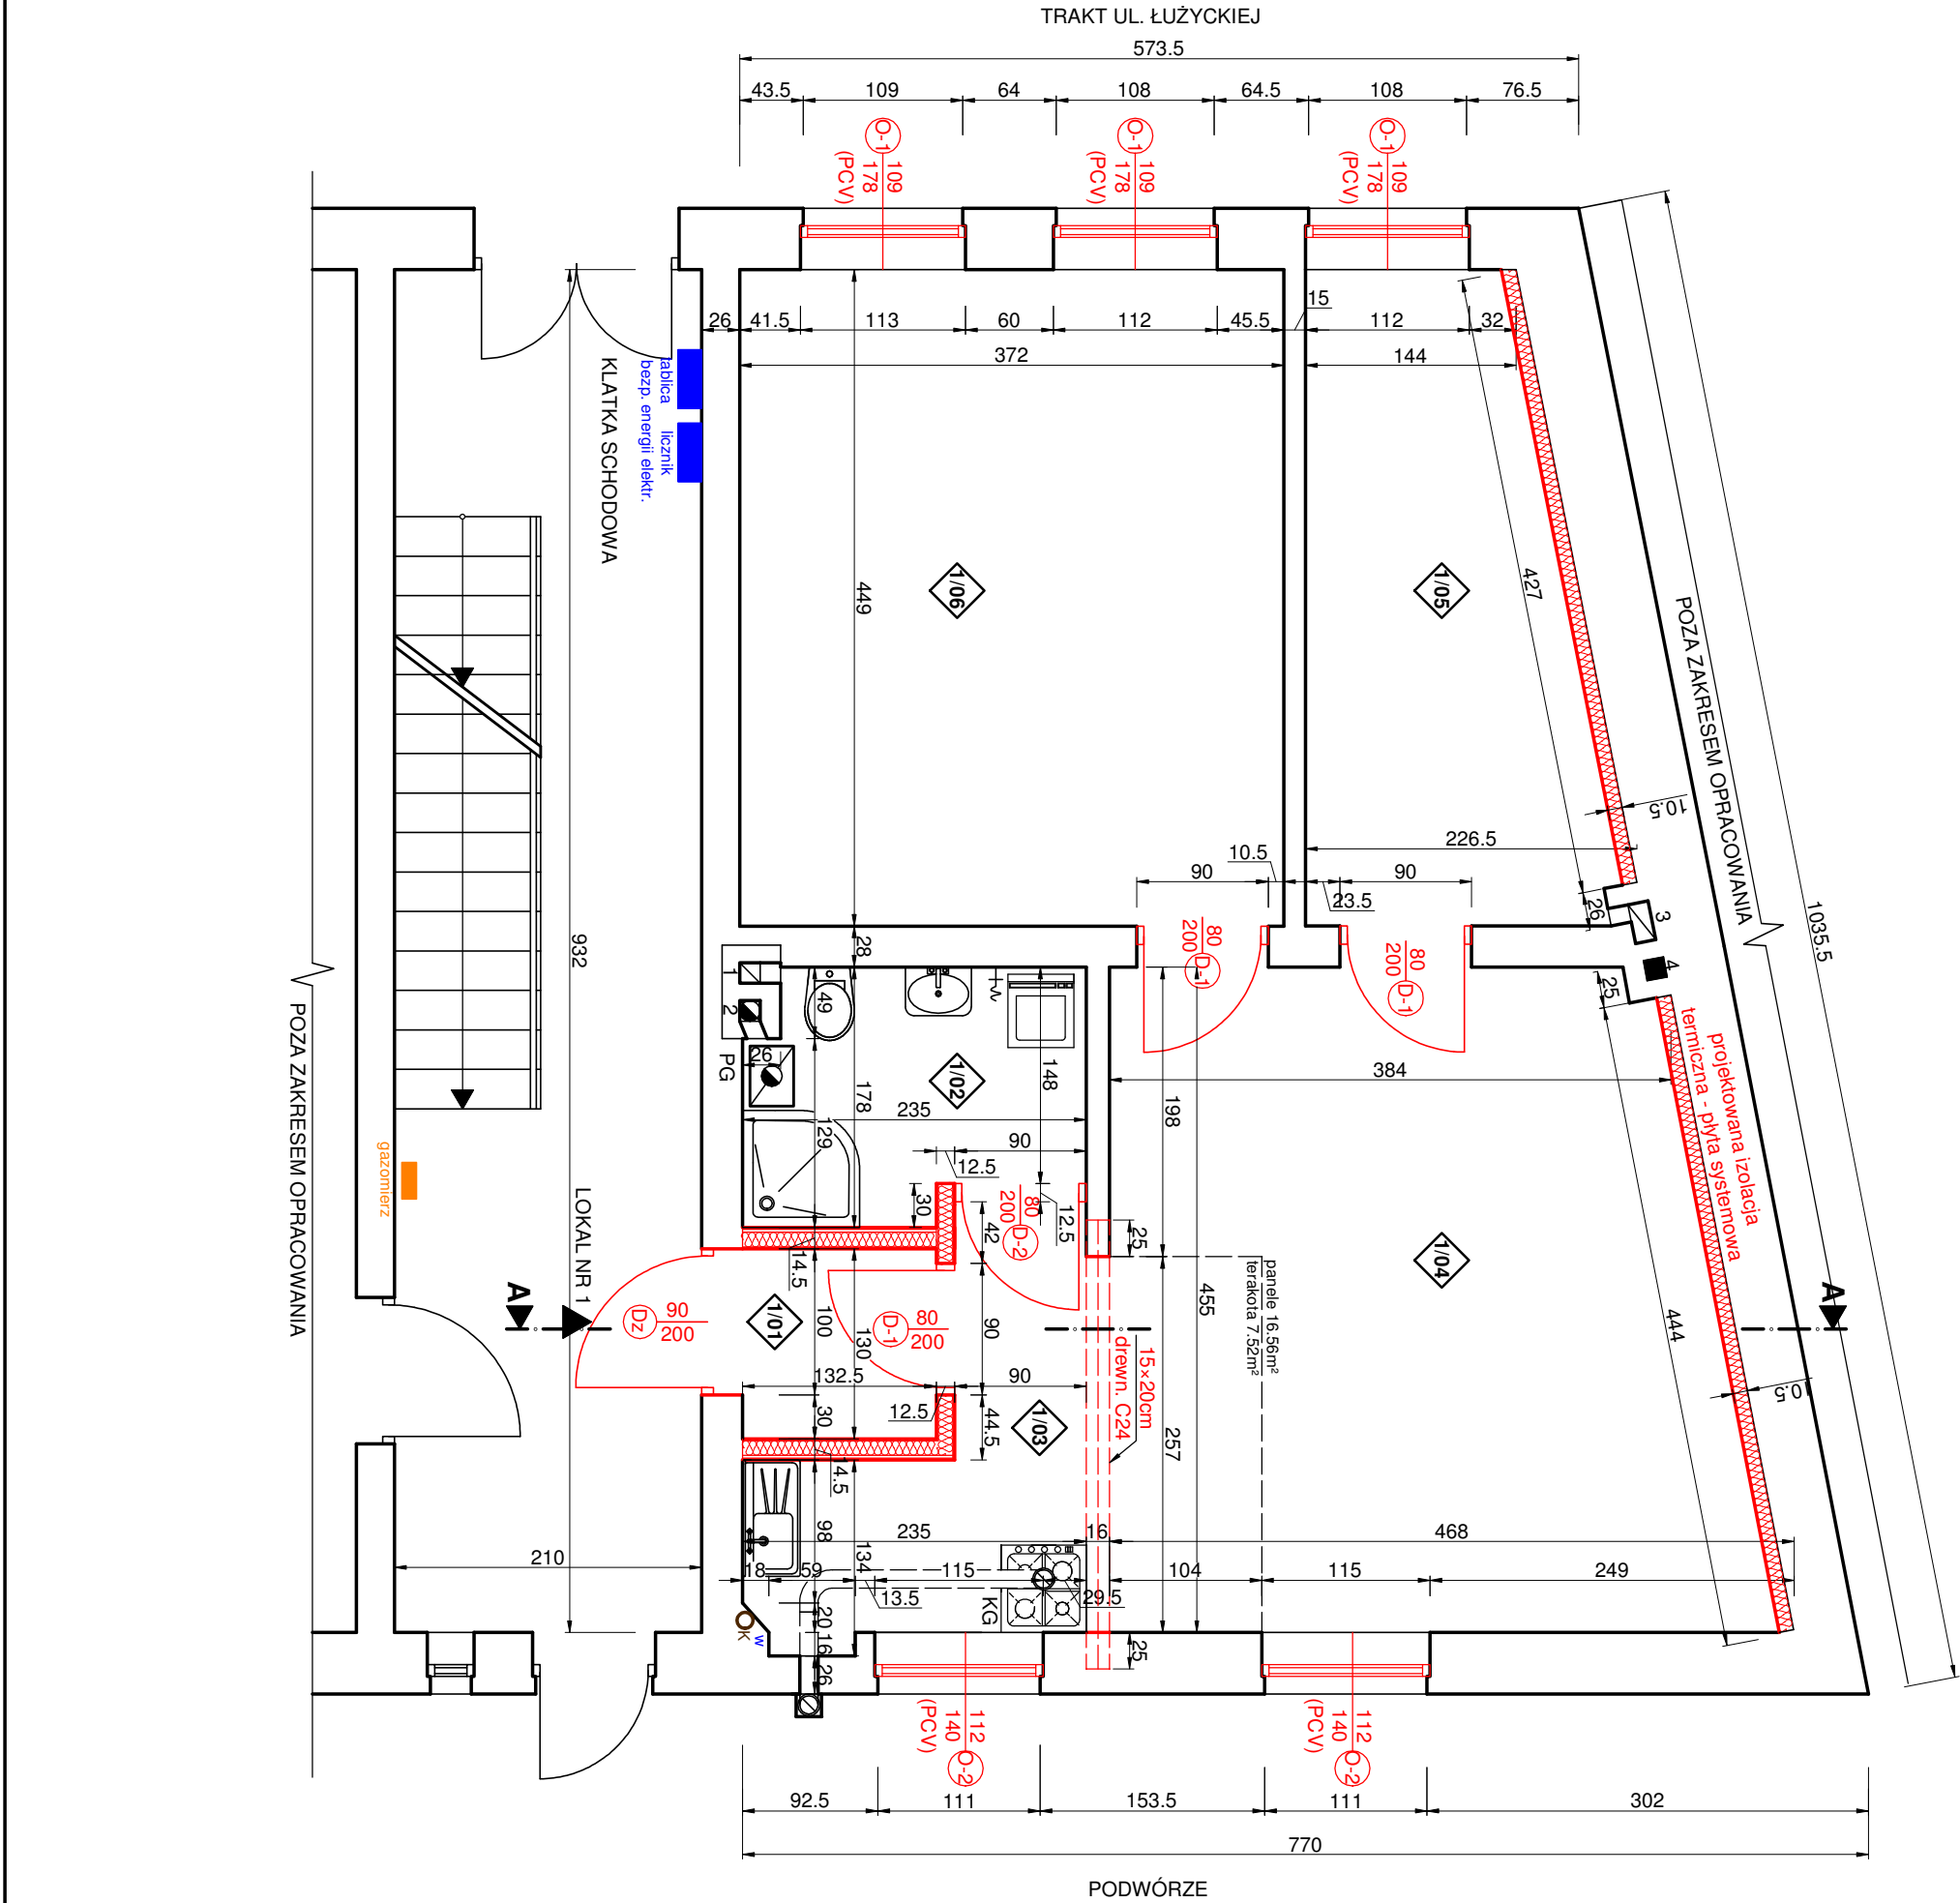 TRAKT UL. ŁUŻYCKIEJ
573.5
43.5 109 64 108 64.5 108 76.5
O-1 109 178 (PCV)
O-1 109 178 (PCV)
O-1 109 178 (PCV)
15
26 41.5 113 60 112 45.5 112 32
372 144
tablica licznik
bezp. energii elektr.
KLATKA SCHODOWA
449
1/06
1/05
427
POZA ZAKRESEM OPRACOWANIA
1035.5
10.5
226.5
10.5
90
90
23.5
26
3
4
25
932
28
80
200
D-1
80
200
D-1
1
2
49
26
PG
178
1/02
148
235
129
90
12.5
30
42
80
200
D-2
12.5
25
198
384
projektowana izolacja
termiczna - płyta systemowa
POZA ZAKRESEM OPRACOWANIA
gazomierz
LOKAL NR 1
A
Dz
90
200
1/01
14.5
100
130
D-1
80
200
90
132.5
90
12.5
30
44.5
14.5
1/03
15×20cm
drewn. C24
panele 16.56m²
terakota 7.52m²
455
257
1/04
444
A
10.5
210
98
235
16
468
18 59
134
115
13.5
29.5
104 115 249
KG
K
w
20
16
26
25
112
140
(PCV)
O-2
112
140
(PCV)
O-2
92.5 111 153.5 111 302
770
PODWÓRZE